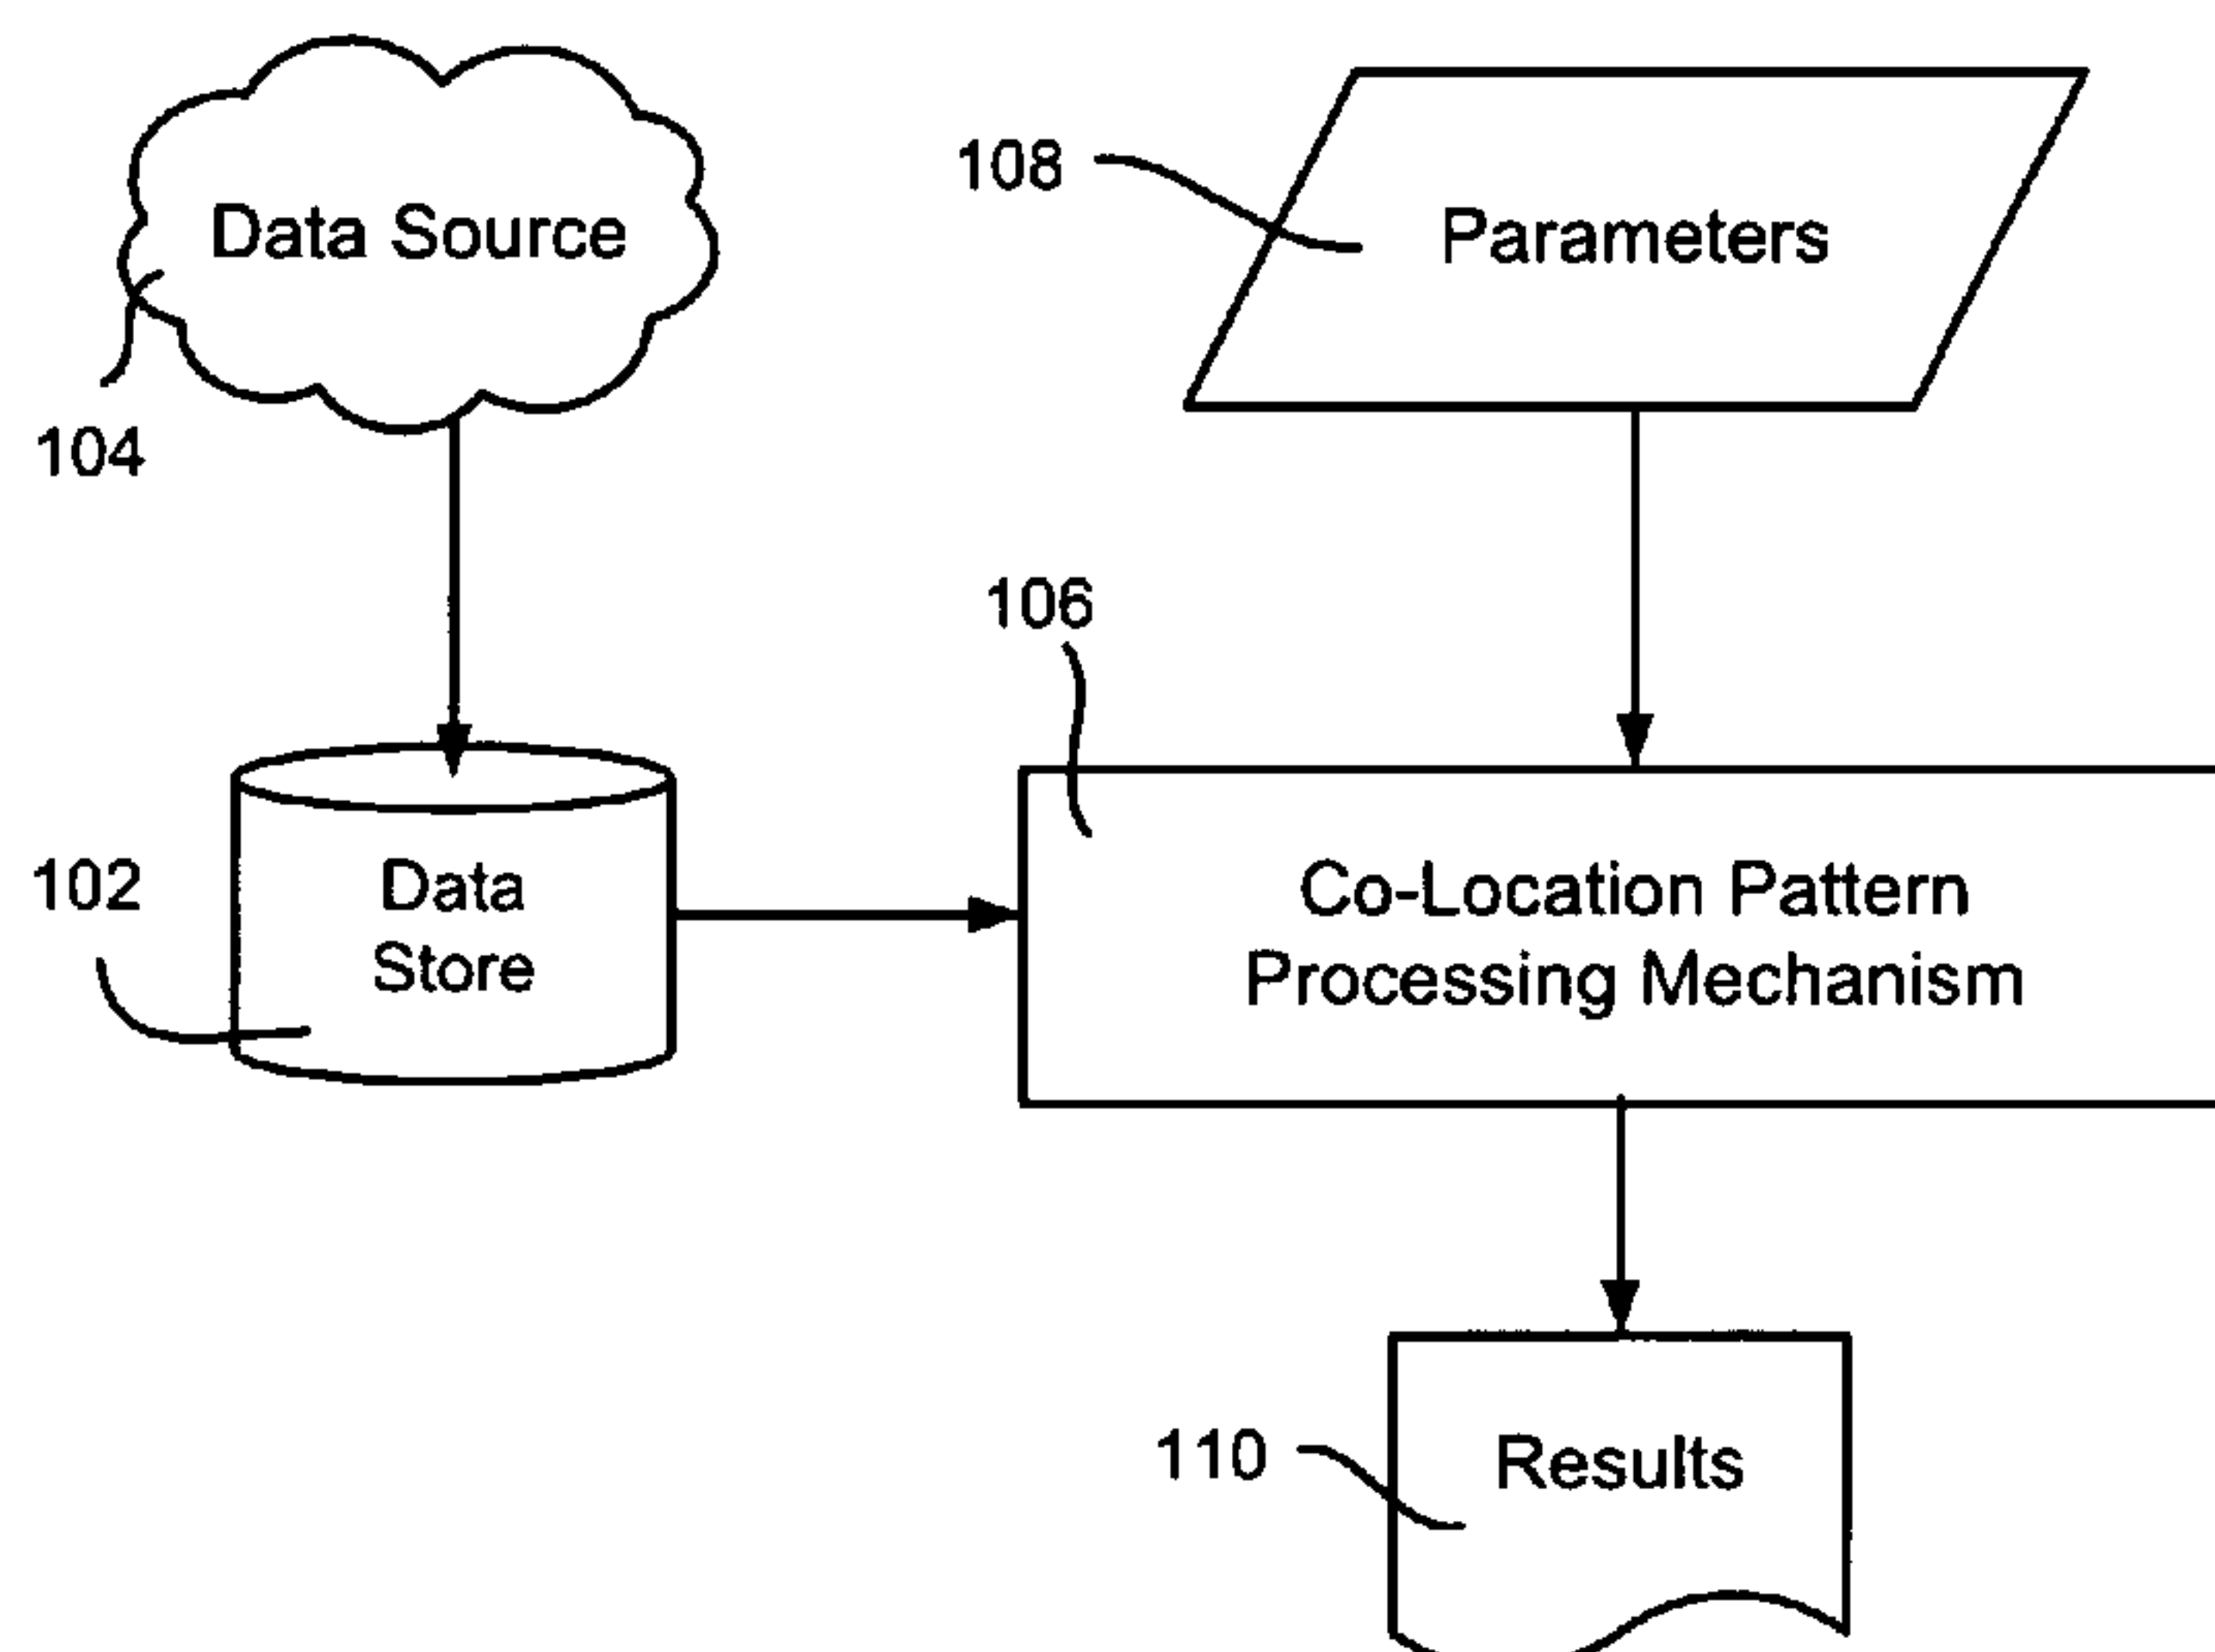 Data Source
108
Parameters
104
106
102
Data
Store
Co-Location Pattern
Processing Mechanism
110
Results